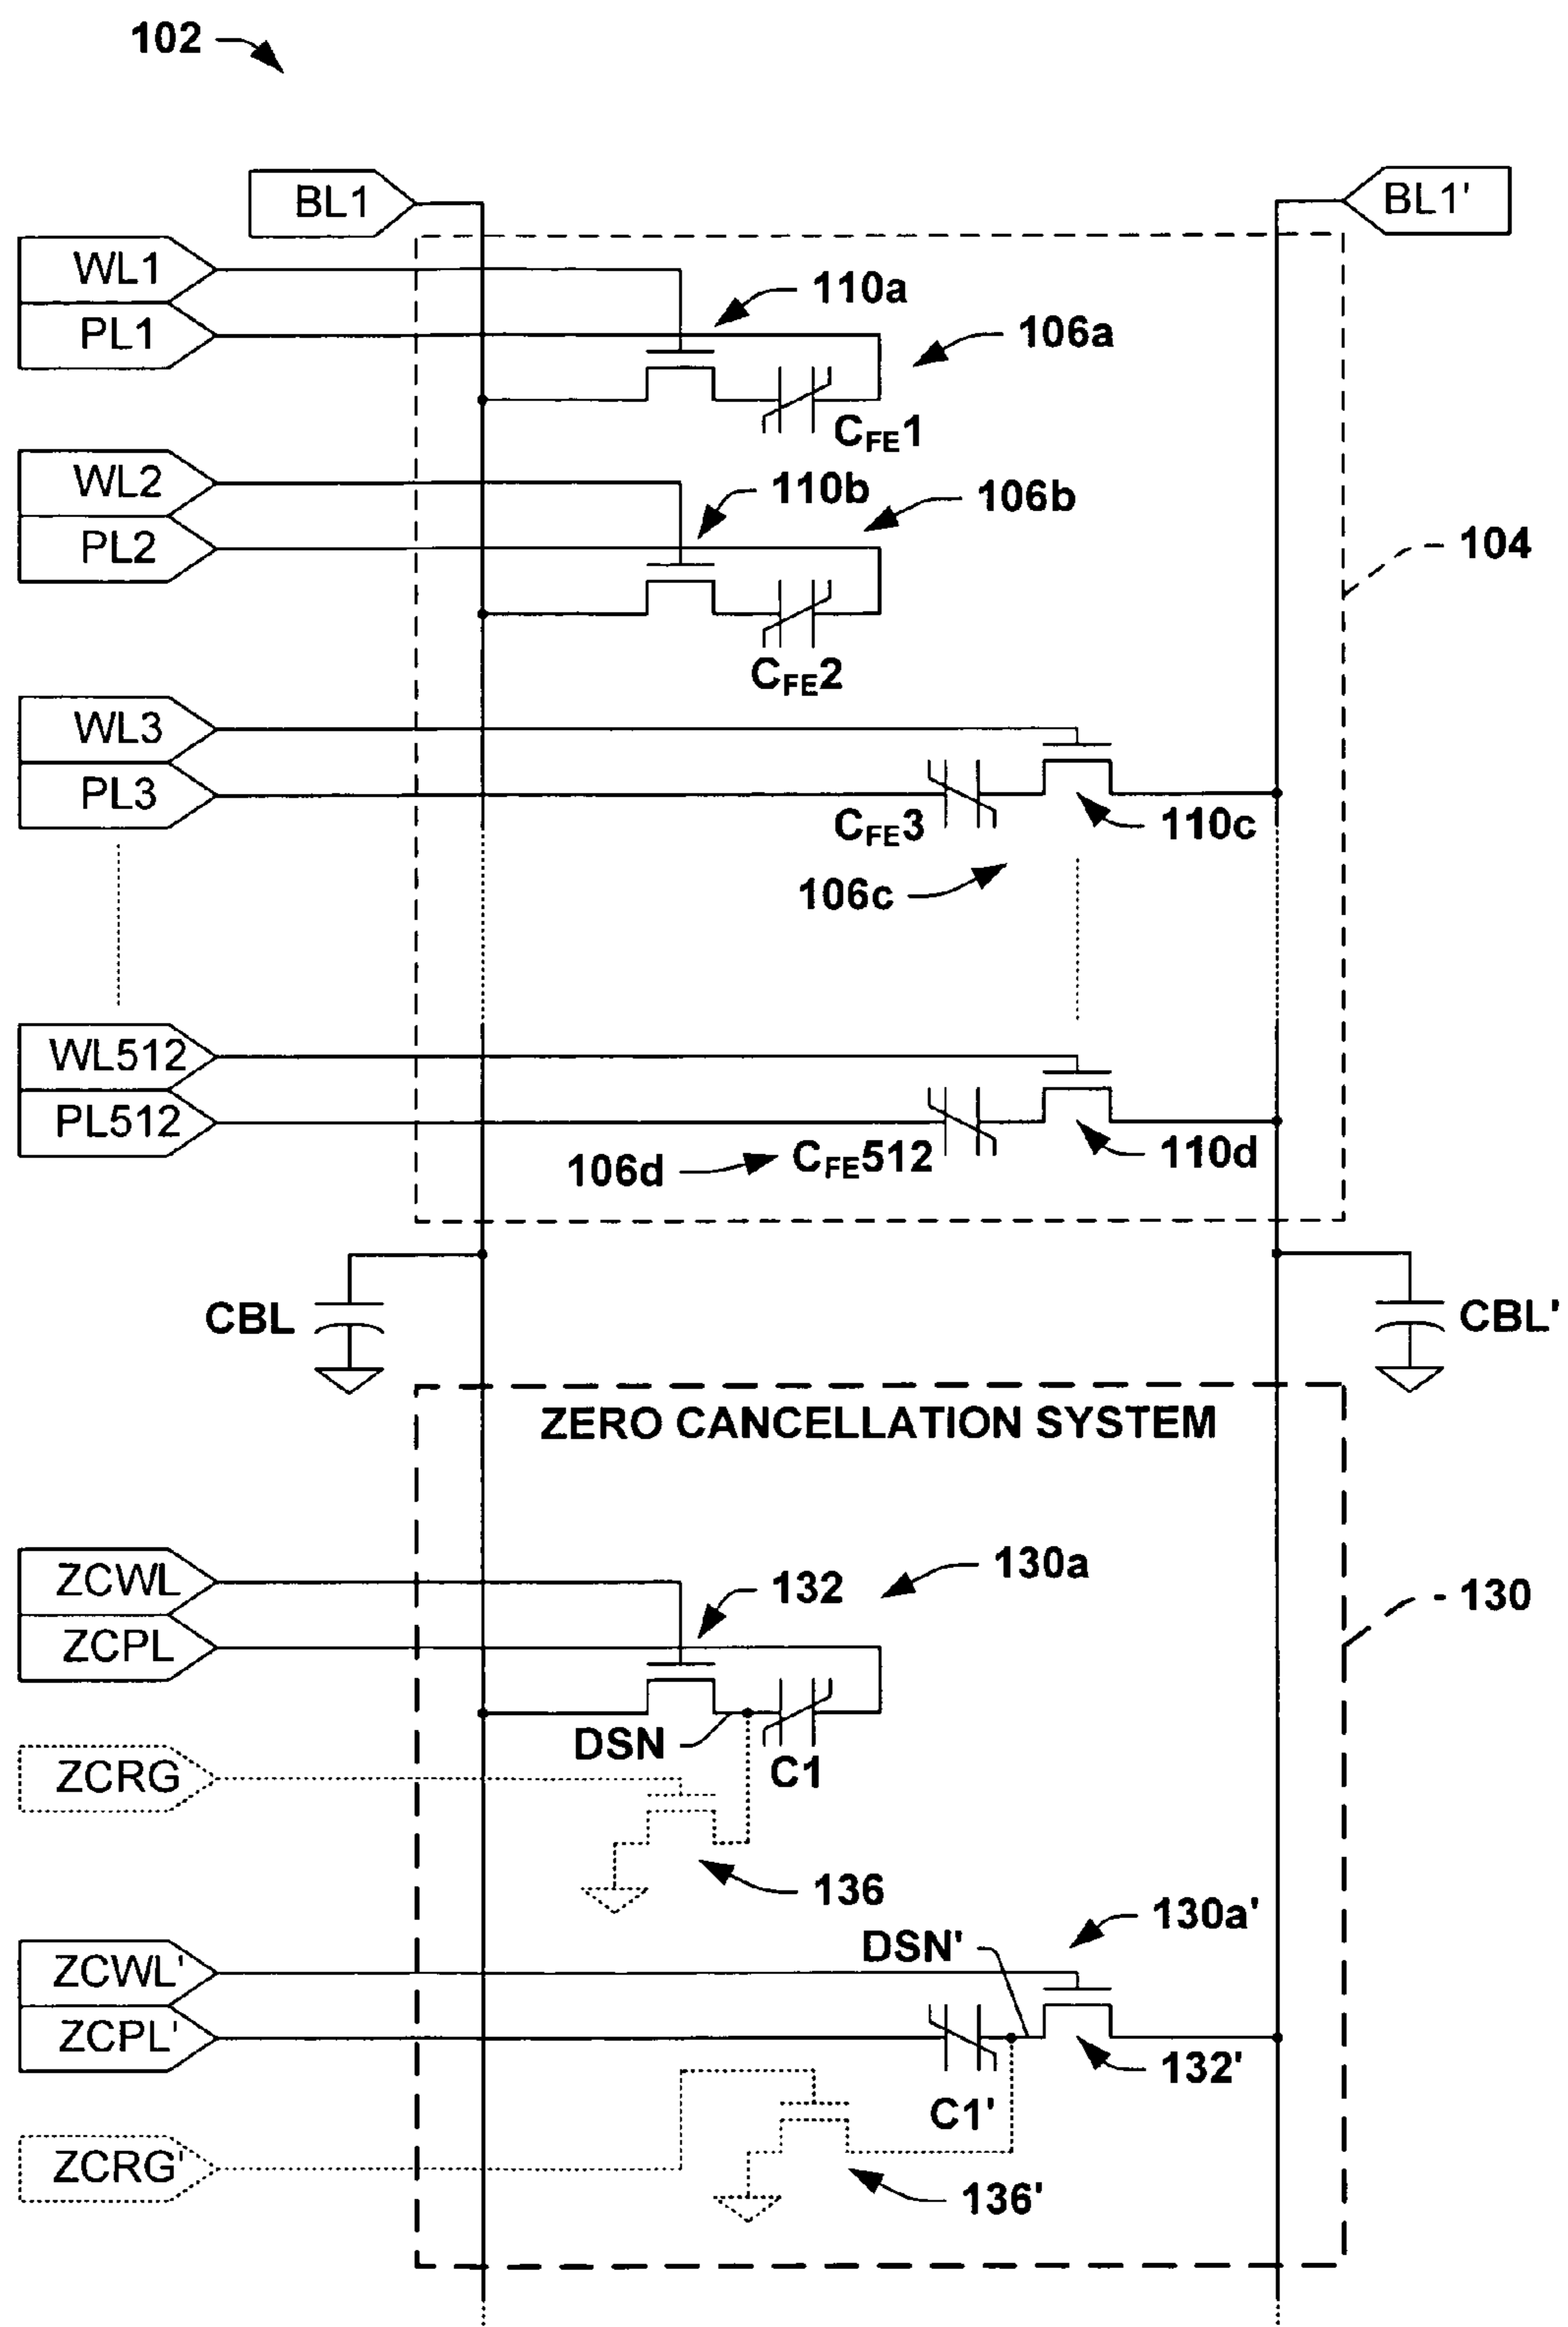 102
BL1
BL1'
WL1
110a
PL1
106a
CFE1
WL2
110b
106b
PL2
104
CFE2
WL3
PL3
CFE3
110c
106c
WL512
PL512
110d
106d
CFE512
CBL
CBL'
ZERO CANCELLATION SYSTEM
130a
ZCWL
132
130
ZCPL
DSN
C1
ZCRG
136
130a'
DSN'
ZCWL'
ZCPL'
132'
C1'
ZCRG'
136'